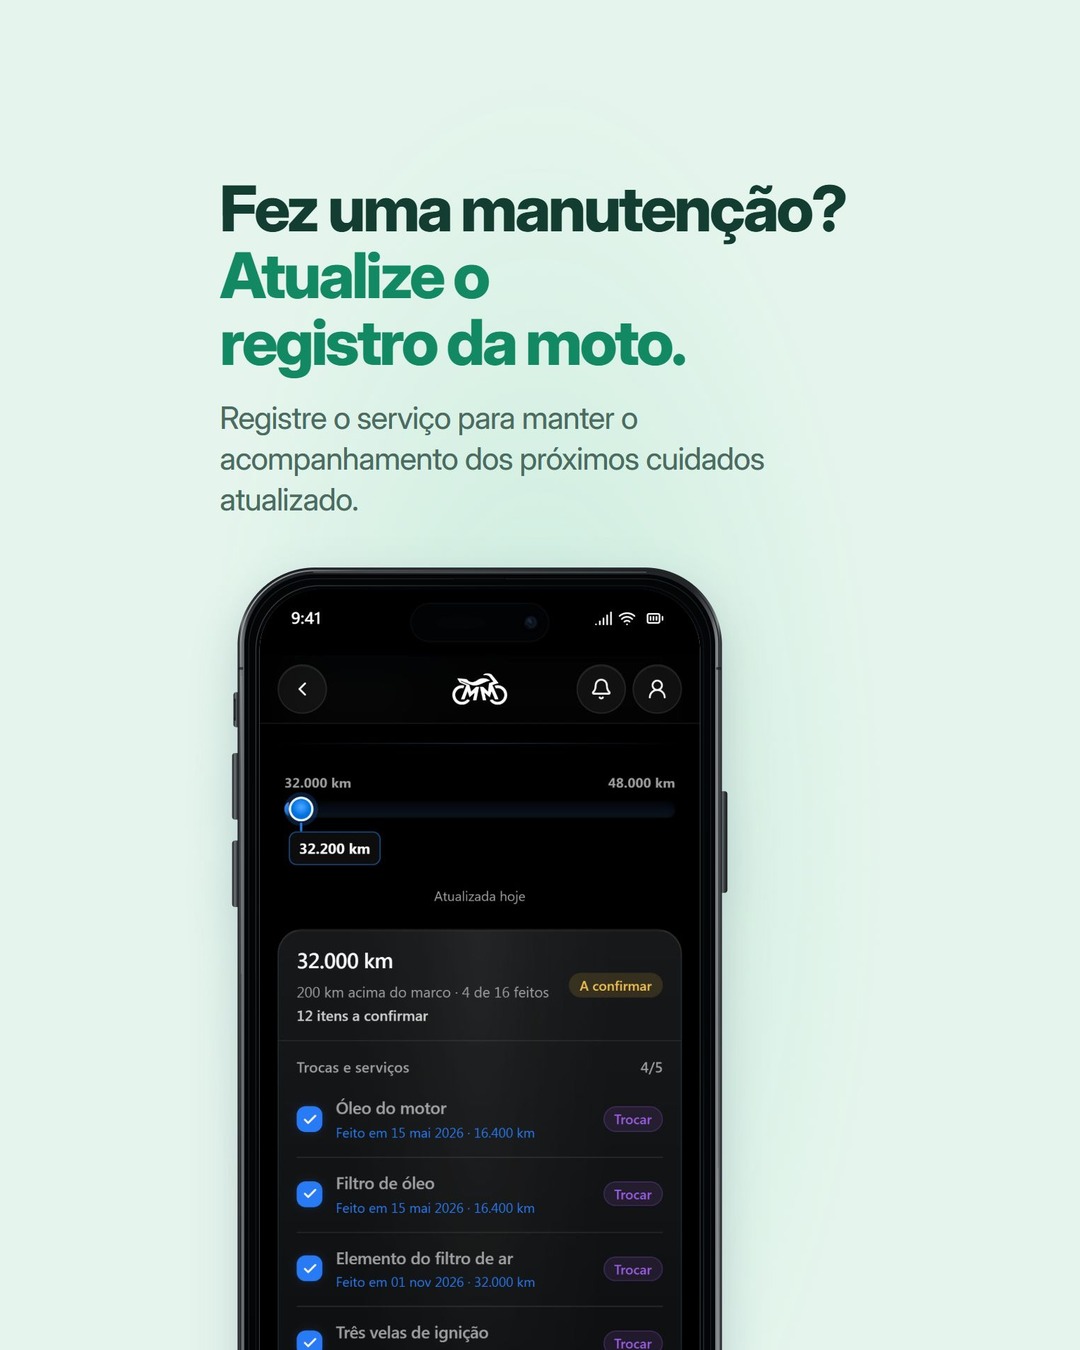 Fez uma manutenção?
Atualize o
registro da moto.
Registre o serviço para manter o
acompanhamento dos próximos cuidados
atualizado.
9:41
MM
32.000 km
48.000 km
32.200 km
Atualizada hoje
32.000 km
200 km acima do marco · 4 de 16 feitos
A confirmar
12 itens a confirmar
Trocas e serviços
4/5
Óleo do motor
Feito em 15 mai 2026 · 16.400 km
Trocar
Filtro de óleo
Feito em 15 mai 2026 · 16.400 km
Trocar
Elemento do filtro de ar
Feito em 01 nov 2026 · 32.000 km
Trocar
Três velas de ignição
Trocar